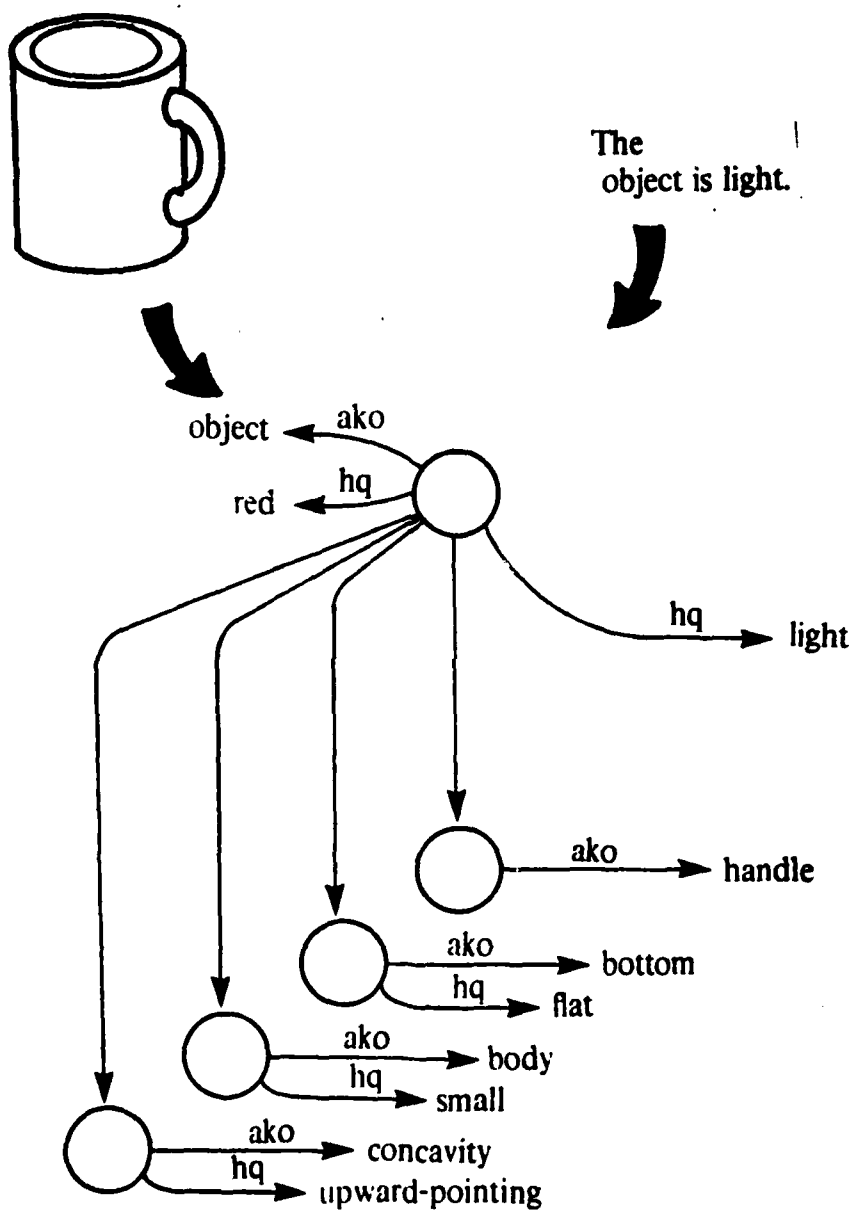 The
object is light.
object
ako
red
hq
hq
light
ako
handle
ako
bottom
hq
flat
ako
body
hq
small
ako
concavity
hq
upward-pointing